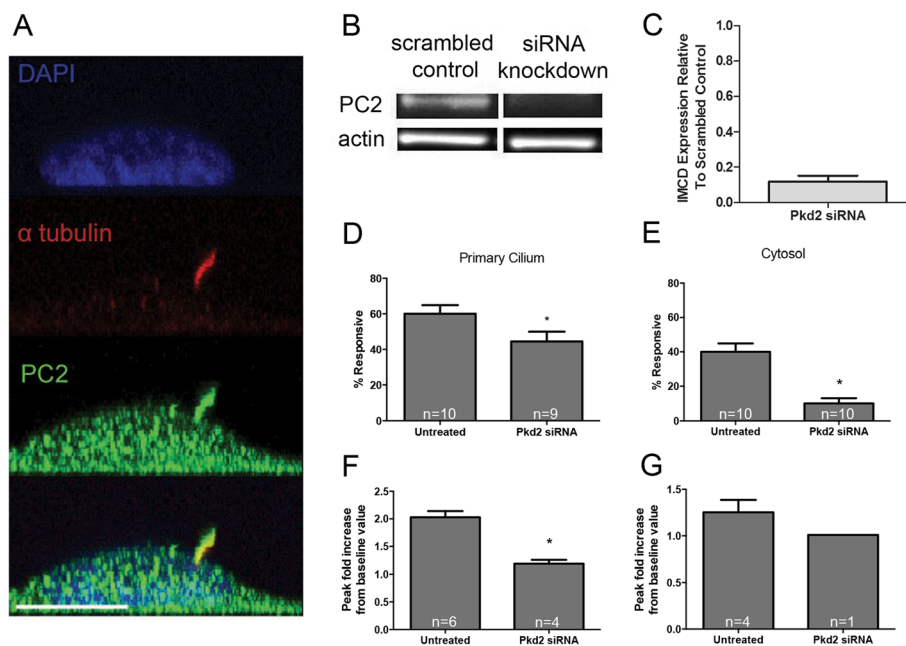 A
DAPI
α tubulin
PC2
B
scrambled control
siRNA knockdown
PC2
actin
C
IMCD Expression Relative
To Scrambled Control
1.0
0.8
0.6
0.4
0.2
0.0
Pkd2 siRNA
D
Primary Cilium
% Responsive
80
60
40
20
0
*
n=10
n=9
Untreated
Pkd2 siRNA
E
Cytosol
% Responsive
80
60
40
20
0
*
n=10
n=10
Untreated
Pkd2 siRNA
F
Peak fold increase
from baseline value
2.5
2.0
1.5
1.0
0.5
0.0
*
n=6
n=4
Untreated
Pkd2 siRNA
G
Peak fold increase
from baseline value
1.5
1.0
0.5
0.0
n=4
n=1
Untreated
Pkd2 siRNA